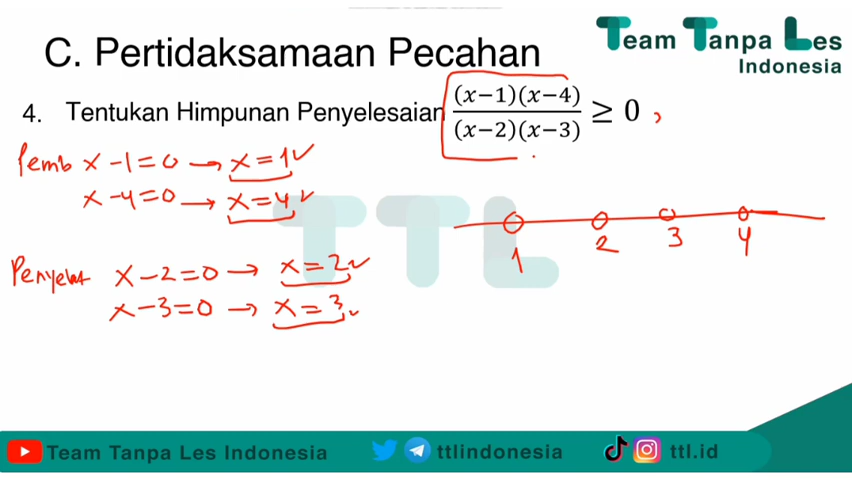 C. Pertidaksamaan Pecahan
Team Tanpa Les
Indonesia
4. Tentukan Himpunan Penyelesaian (x−1)(x−4)/(x−2)(x−3) ≥ 0 ,
Pemb x - 1 = 0 → x = 1 ✓
x - 4 = 0 → x = 4 ✓
1 2 3 4
TTL
Penyebut x - 2 = 0 → x = 2 ✓
x - 3 = 0 → x = 3 ✓
Team Tanpa Les Indonesia ttlindonesia ttl.id